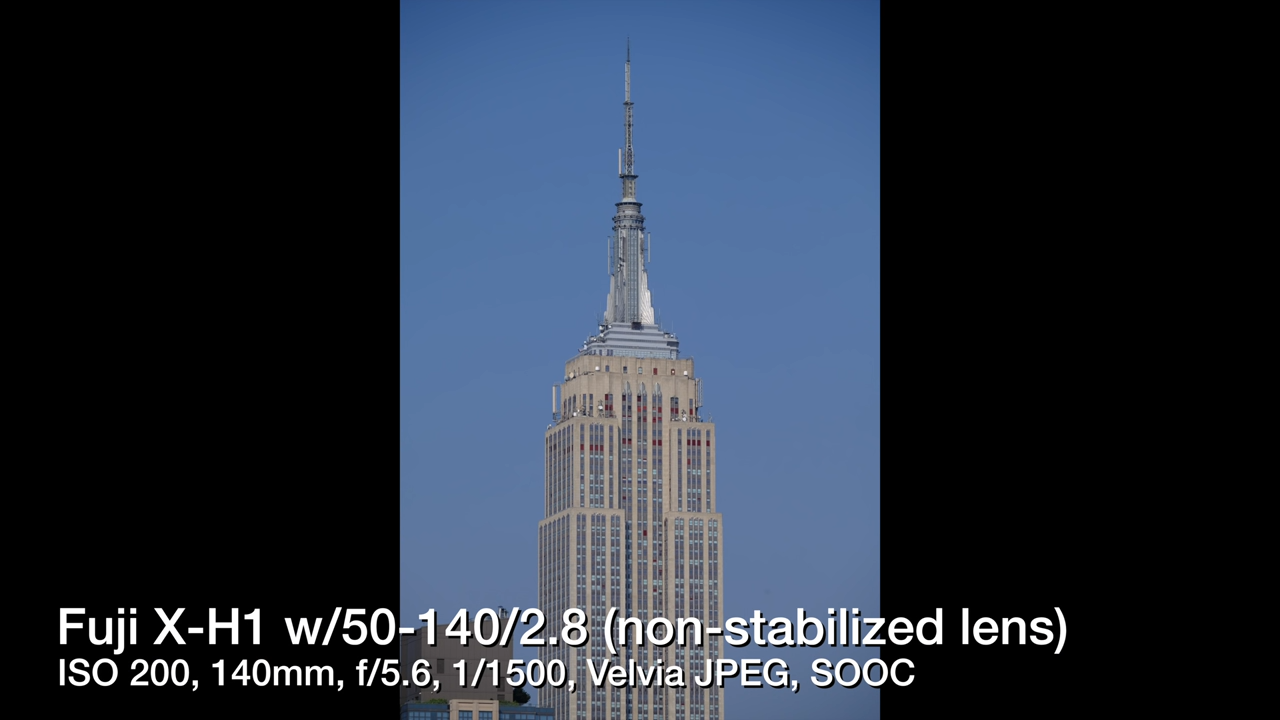 Fuji X-H1 w/50-140/2.8 (non-stabilized lens)
ISO 200, 140mm, f/5.6, 1/1500, Velvia JPEG, SOOC